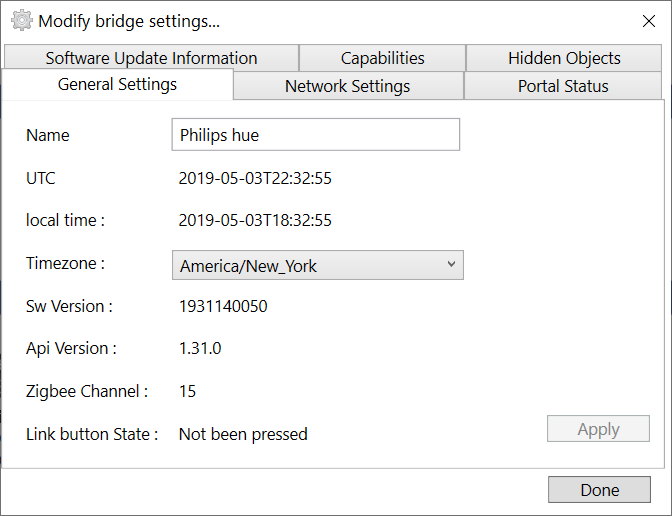 Modify bridge settings...
Software Update Information Capabilities Hidden Objects
General Settings Network Settings Portal Status
Name Philips hue
UTC 2019-05-03T22:32:55
local time : 2019-05-03T18:32:55
Timezone : America/New_York
Sw Version : 1931140050
Api Version : 1.31.0
Zigbee Channel : 15
Link button State : Not been pressed
Apply
Done